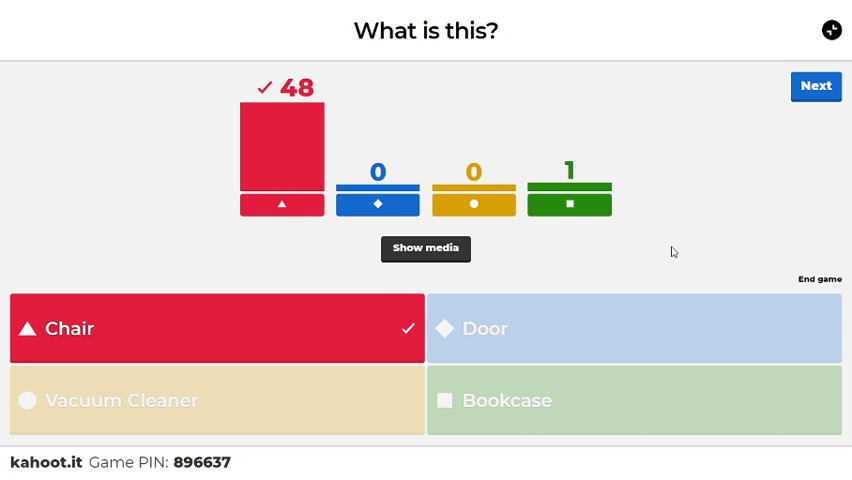 What is this?
48
Next
0
0
1
Show media
End game
Chair
Door
Vacuum Cleaner
Bookcase
kahoot.it Game PIN: 896637